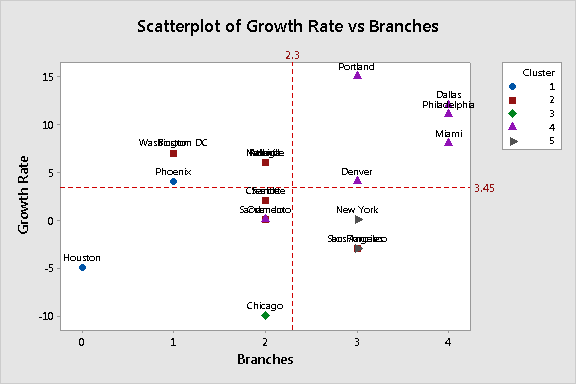 Scatterplot of Growth Rate vs Branches
2.3
Portland
Dallas
Philadelphia
Miami
Washington DC
Phoenix
Denver
3.45
New York
Houston
Chicago
15
10
5
0
-5
-10
Growth Rate
0 1 2 3 4
Branches
Cluster
1
2
3
4
5